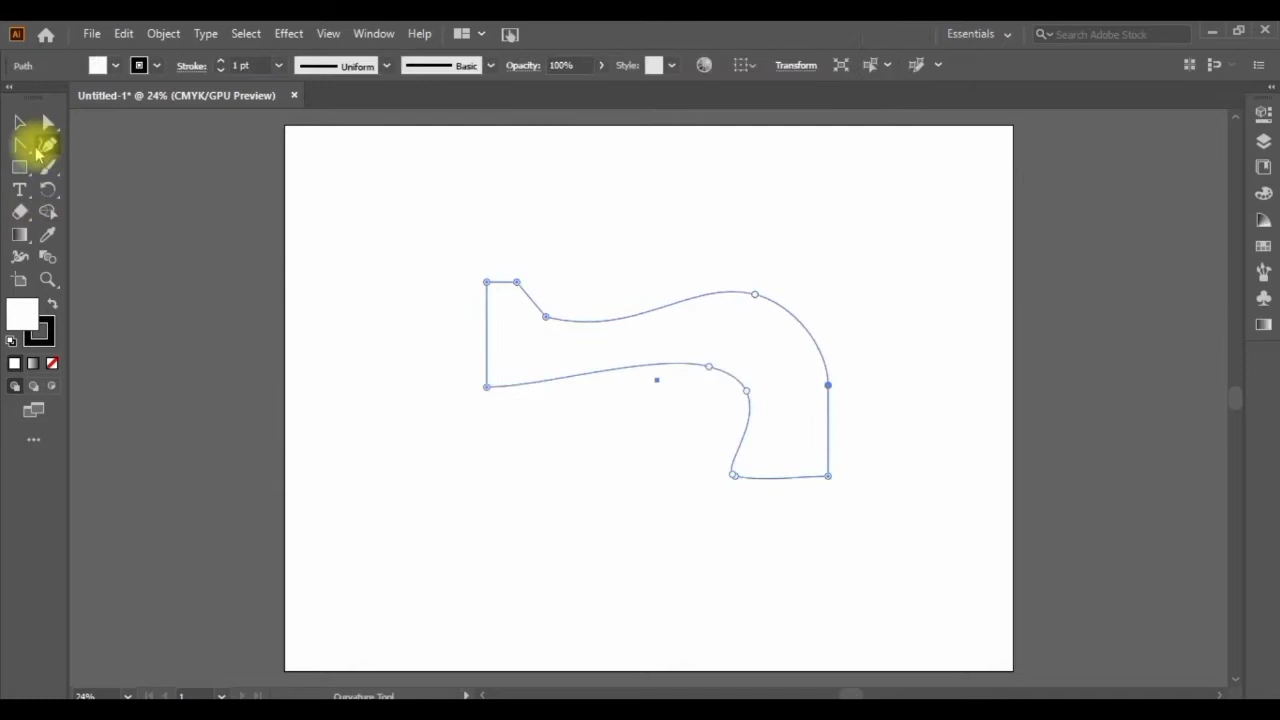 Ai File Edit Object Type Select Effect View Window Help Essentials Search Adobe Stock
Path Stroke: 1 pt Uniform Basic Opacity: 100% Style: Transform
Untitled-1* @ 24% (CMYK/GPU Preview) ×
T
24% 1 Curvature Tool